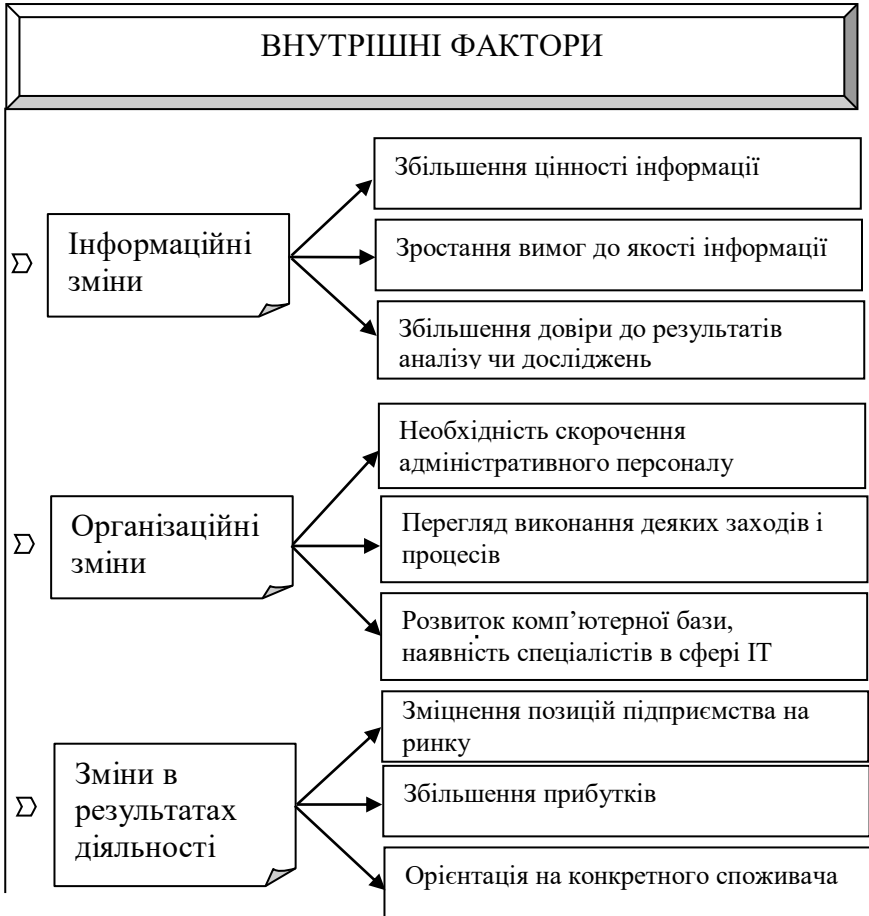 ВНУТРІШНІ ФАКТОРИ
Інформаційні
зміни
Збільшення цінності інформації
Зростання вимог до якості інформації
Збільшення довіри до результатів
аналізу чи досліджень
Організаційні
зміни
Необхідність скорочення
адміністративного персоналу
Перегляд виконання деяких заходів і
процесів
Розвиток комп’ютерної бази,
наявність спеціалістів в сфері ІТ
Зміни в
результатах
діяльності
Зміцнення позицій підприємства на
ринку
Збільшення прибутків
Орієнтація на конкретного споживача